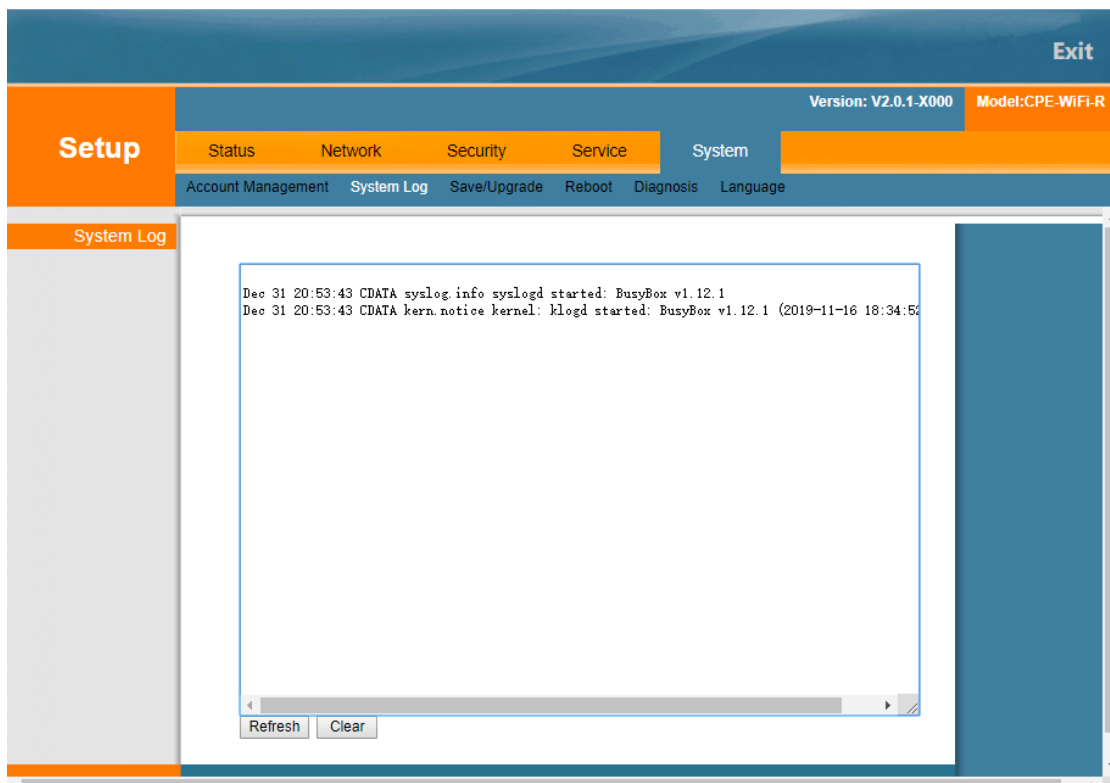 Exit
Version: V2.0.1-X000 Model:CPE-WiFi-R
Setup
Status Network Security Service System
Account Management System Log Save/Upgrade Reboot Diagnosis Language
System Log
Dec 31 20:53:43 CDATA syslog.info syslogd started: BusyBox v1.12.1
Dec 31 20:53:43 CDATA kern.notice kernel: klogd started: BusyBox v1.12.1 (2019-11-16 18:34:52
Refresh Clear